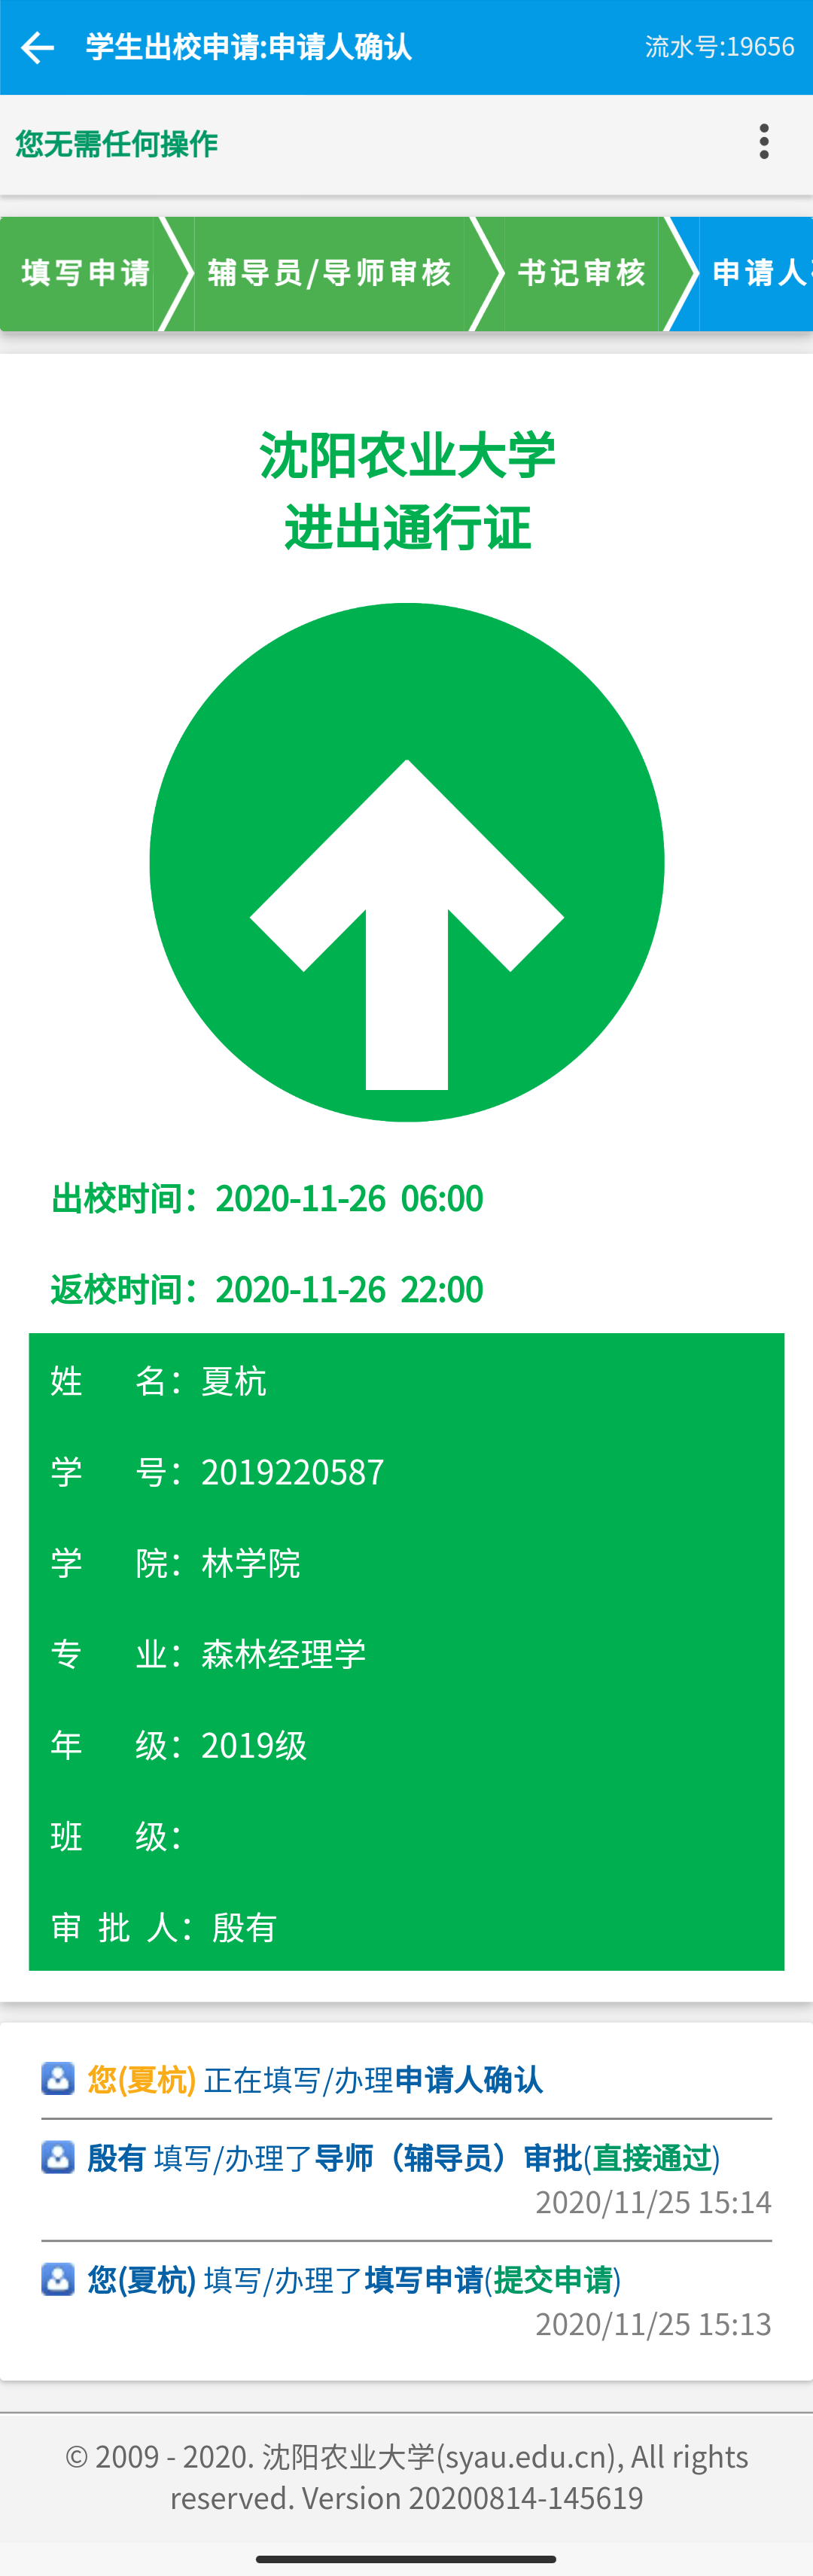 学生出校申请:申请人确认
流水号:19656
您无需任何操作
填写申请
辅导员/导师审核
书记审核
申请人
沈阳农业大学
进出通行证
出校时间：2020-11-26 06:00
返校时间：2020-11-26 22:00
姓 名：夏杭
学 号：2019220587
学 院：林学院
专 业：森林经理学
年 级：2019级
班 级：
审 批 人：殷有
您(夏杭) 正在填写/办理申请人确认
殷有 填写/办理了导师（辅导员）审批(直接通过)
2020/11/25 15:14
您(夏杭) 填写/办理了填写申请(提交申请)
2020/11/25 15:13
© 2009 - 2020. 沈阳农业大学(syau.edu.cn), All rights
reserved. Version 20200814-145619